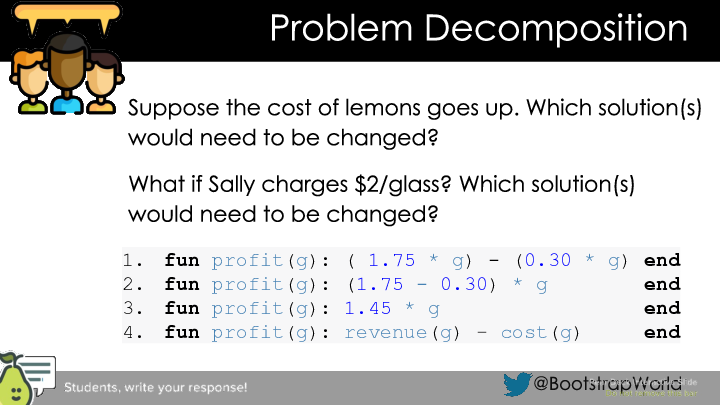 Problem Decomposition
Suppose the cost of lemons goes up. Which solution(s)
would need to be changed?
What if Sally charges $2/glass? Which solution(s)
would need to be changed?
1. fun profit(g): ( 1.75 * g) - (0.30 * g) end
2. fun profit(g): (1.75 - 0.30) * g end
3. fun profit(g): 1.45 * g end
4. fun profit(g): revenue(g) - cost(g) end
Students, write your response!
@BootstrapWorld